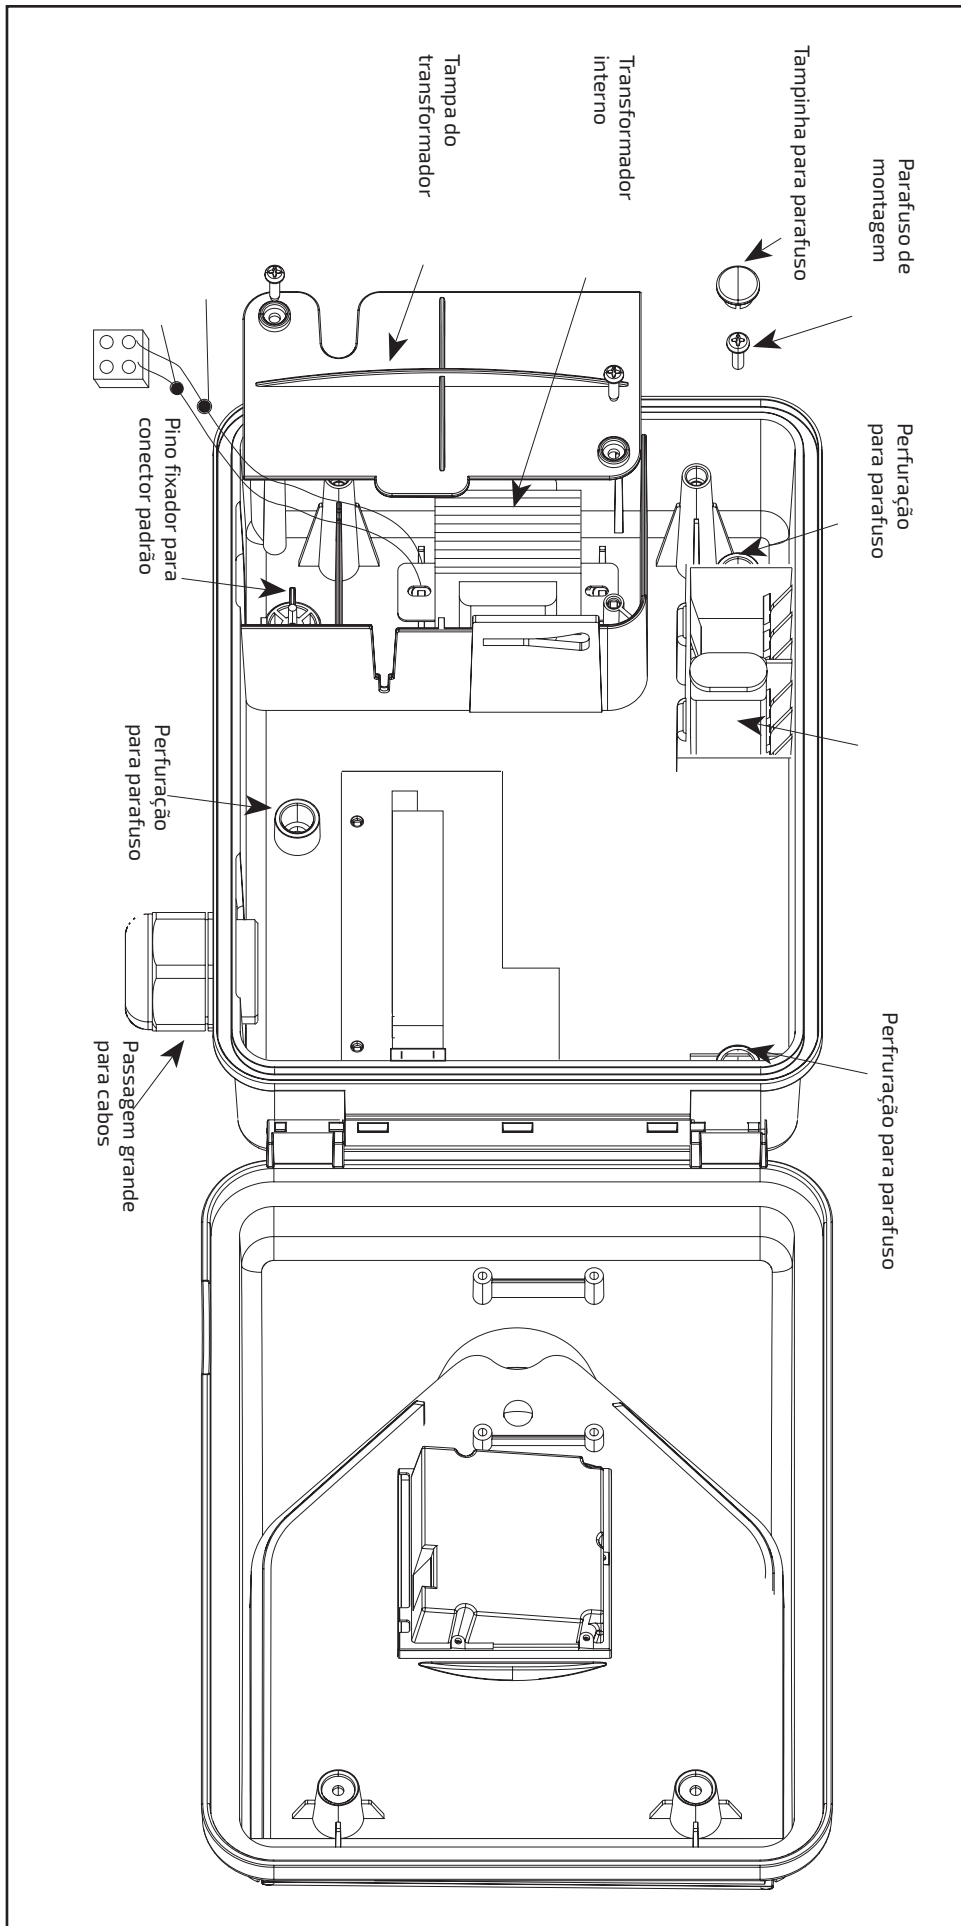 Parafuso de
montagem
Tampinha para parafuso
Transformador
interno
Tampa do
transformador
Perfuração
para parafuso
Pino fixador para
conector padrão
Perfuração
para parafuso
Perfruração para parafuso
Passagem grande
para cabos